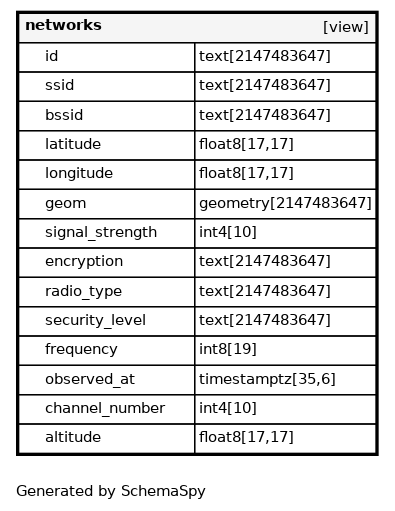 networks [view]
id text[2147483647]
ssid text[2147483647]
bssid text[2147483647]
latitude float8[17,17]
longitude float8[17,17]
geom geometry[2147483647]
signal_strength int4[10]
encryption text[2147483647]
radio_type text[2147483647]
security_level text[2147483647]
frequency int8[19]
observed_at timestamptz[35,6]
channel_number int4[10]
altitude float8[17,17]
Generated by SchemaSpy